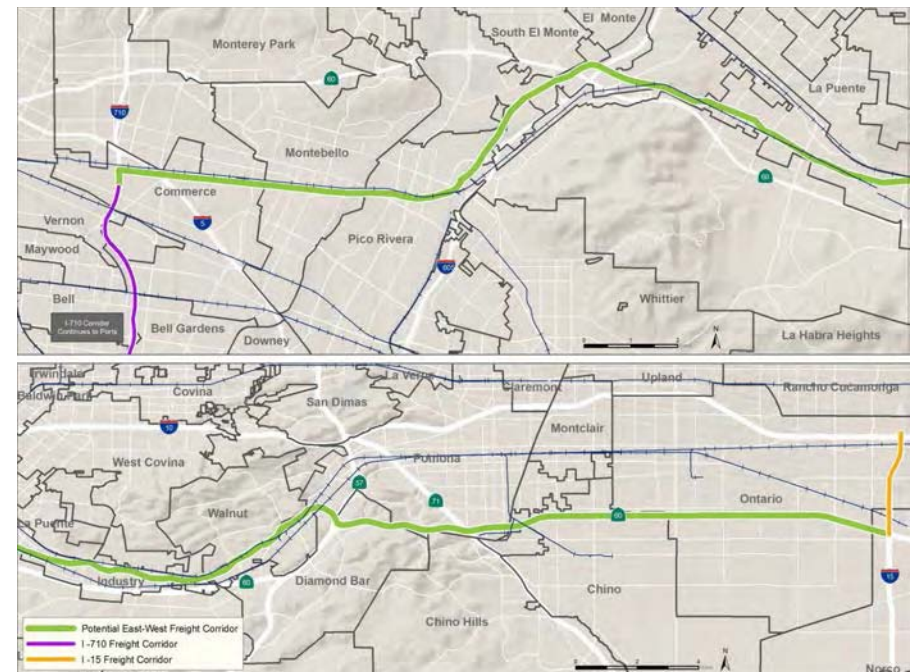 El Monte
South El Monte
Monterey Park
60
La Puente
710
Montebello
Commerce
60
Vernon
5
Maywood
Pico Rivera
Bell
Whittier
I-710 Corridor
Continues to Ports
Bell Gardens
Downey
La Habra Heights
N
Irwindale
La Verne
Claremont
Upland
Rancho Cucamonga
Baldwin Park
Covina
San Dimas
10
Montclair
West Covina
Pomona
57
71
Ontario
Walnut
60
La Puente
Industry
60
Diamond Bar
Chino
15
Chino Hills
Potential East-West Freight Corridor
I -710 Freight Corridor
I -15 Freight Corridor
N
Norco